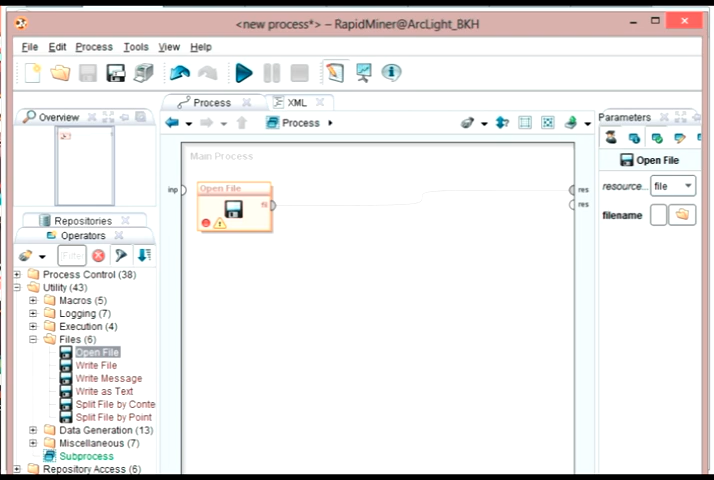 <new process*> – RapidMiner@ArcLight_BKH
File Edit Process Tools View Help
Process XML
Overview
Process
Parameters
Main Process
Open File
resource... file
filename
inp
Open File
fil
res
res
Repositories
Operators
Process Control (38)
Utility (43)
Macros (5)
Logging (7)
Execution (4)
Files (6)
Open File
Write File
Write Message
Write as Text
Split File by Conte
Split File by Point
Data Generation (13)
Miscellaneous (7)
Subprocess
Repository Access (6)